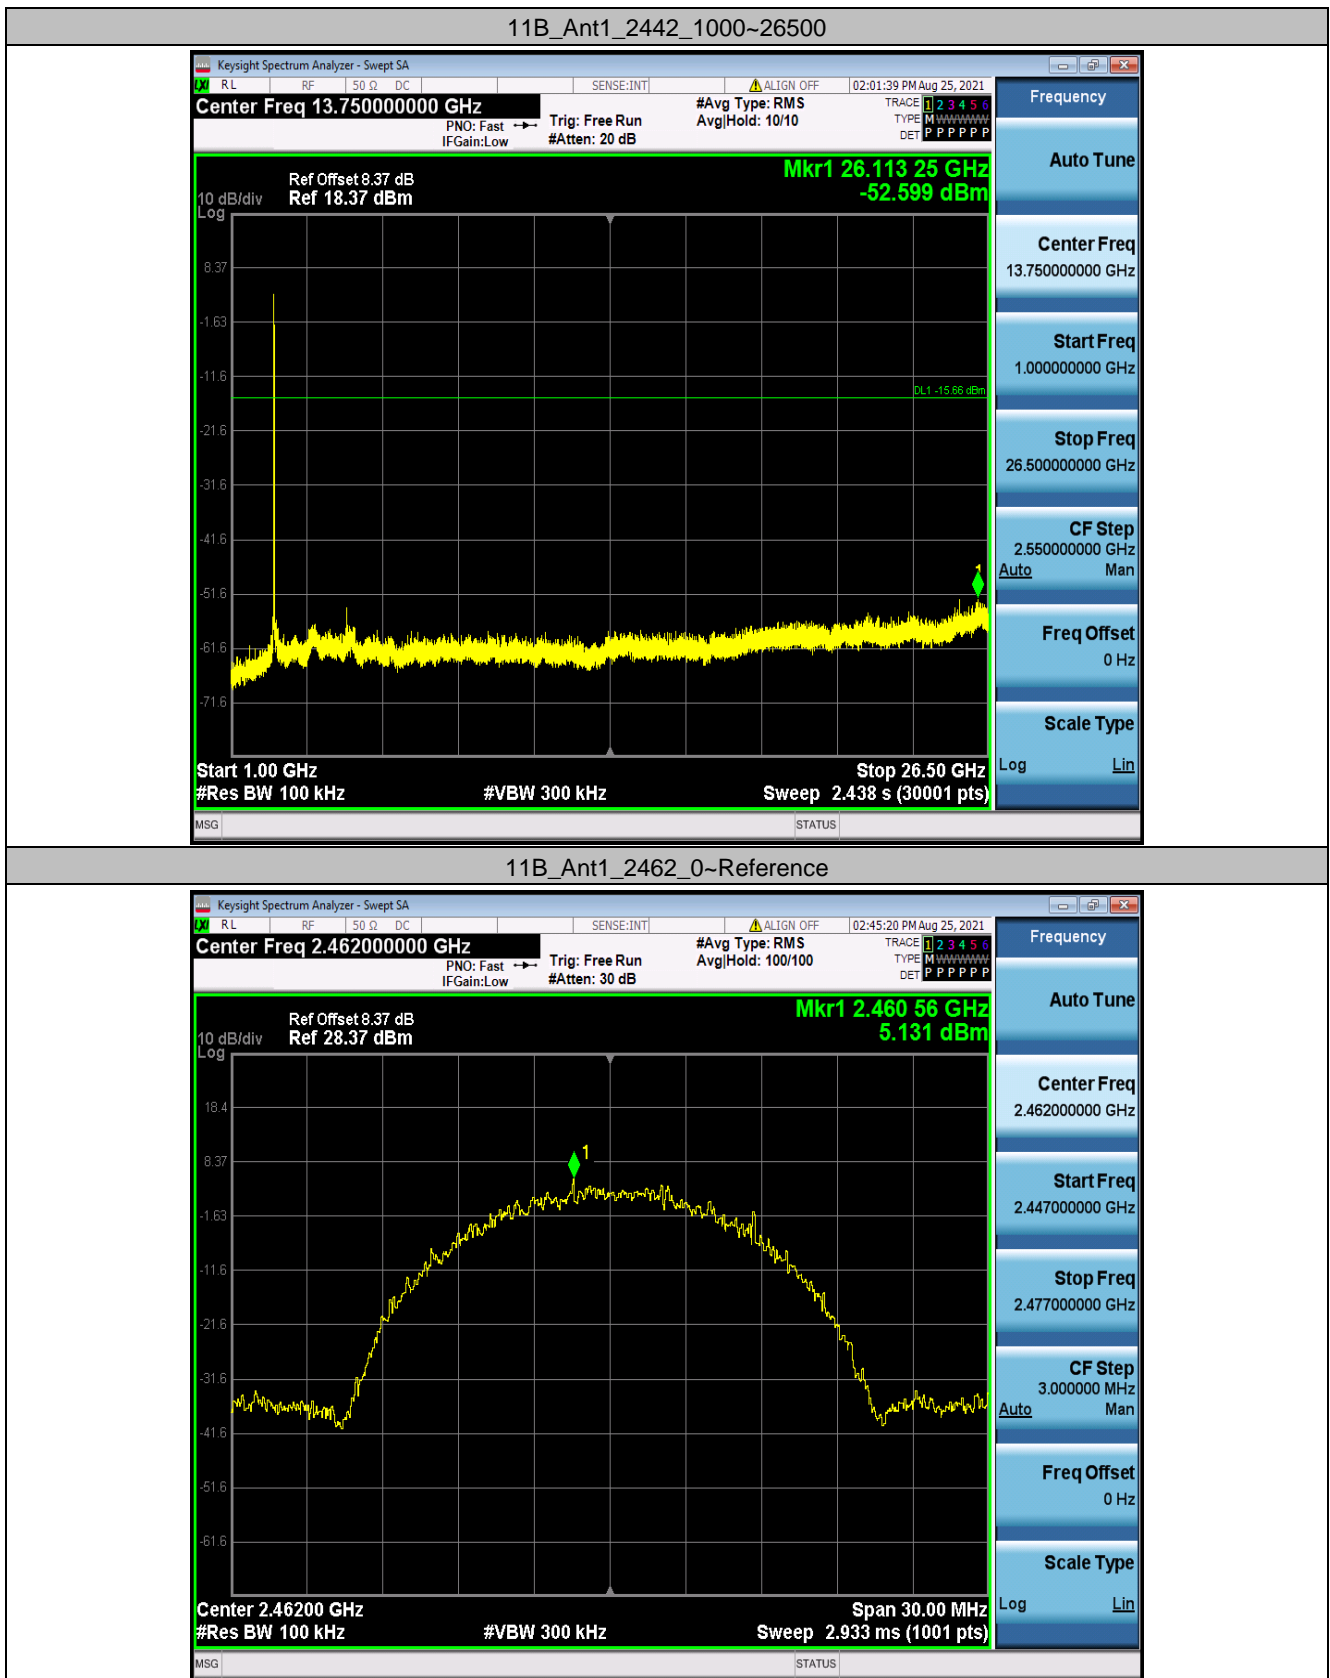 11B_Ant1_2442_1000~26500
Keysight Spectrum Analyzer - Swept SA
LXI RL RF 50 Ω DC SENSE:INT ALIGN OFF 02:01:39 PM Aug 25, 2021
Center Freq 13.750000000 GHz #Avg Type: RMS TRACE 1 2 3 4 5 6
PNO: Fast Trig: Free Run Avg|Hold: 10/10 TYPE M WWWWW
IFGain:Low #Atten: 20 dB DET P P P P P P
Frequency
Auto Tune
Mkr1 26.113 25 GHz
-52.599 dBm
Ref Offset 8.37 dB
10 dB/div Ref 18.37 dBm
Log
8.37
-1.63
-11.6
DL1 -15.66 dBm
-21.6
-31.6
-41.6
-51.6
-61.6
-71.6
1
Start 1.00 GHz Stop 26.50 GHz
#Res BW 100 kHz #VBW 300 kHz Sweep 2.438 s (30001 pts)
MSG STATUS
Center Freq
13.750000000 GHz
Start Freq
1.000000000 GHz
Stop Freq
26.500000000 GHz
CF Step
2.550000000 GHz
Auto Man
Freq Offset
0 Hz
Scale Type
Log Lin
11B_Ant1_2462_0~Reference
Keysight Spectrum Analyzer - Swept SA
LXI RL RF 50 Ω DC SENSE:INT ALIGN OFF 02:45:20 PM Aug 25, 2021
Center Freq 2.462000000 GHz #Avg Type: RMS TRACE 1 2 3 4 5 6
PNO: Fast Trig: Free Run Avg|Hold: 100/100 TYPE M WWWWW
IFGain:Low #Atten: 30 dB DET P P P P P P
Frequency
Auto Tune
Mkr1 2.460 56 GHz
5.131 dBm
Ref Offset 8.37 dB
10 dB/div Ref 28.37 dBm
Log
18.4
8.37
-1.63
-11.6
-21.6
-31.6
-41.6
-51.6
-61.6
1
Center 2.46200 GHz Span 30.00 MHz
#Res BW 100 kHz #VBW 300 kHz Sweep 2.933 ms (1001 pts)
MSG STATUS
Center Freq
2.462000000 GHz
Start Freq
2.447000000 GHz
Stop Freq
2.477000000 GHz
CF Step
3.000000 MHz
Auto Man
Freq Offset
0 Hz
Scale Type
Log Lin